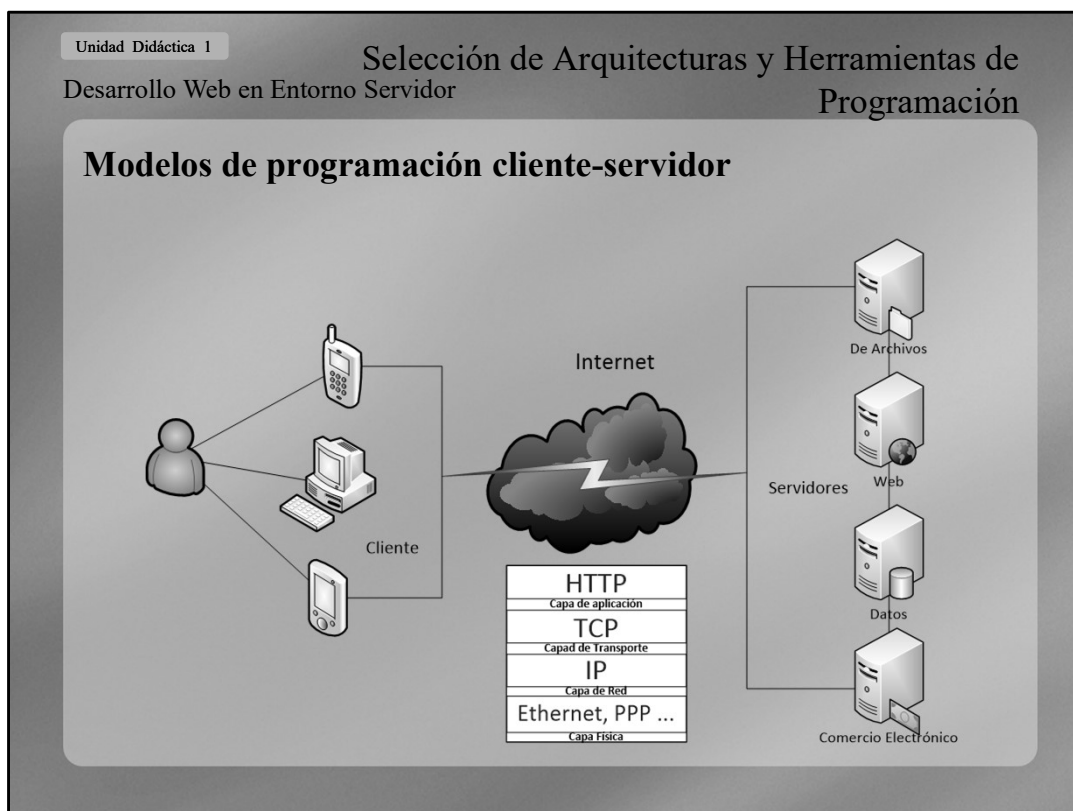 Unidad Didáctica 1
Desarrollo Web en Entorno Servidor
Selección de Arquitecturas y Herramientas de
Programación
Modelos de programación cliente-servidor
Cliente
Internet
HTTP
Capa de aplicación
TCP
Capad de Transporte
IP
Capa de Red
Ethernet, PPP ...
Capa Física
Servidores
De Archivos
Web
Datos
Comercio Electrónico